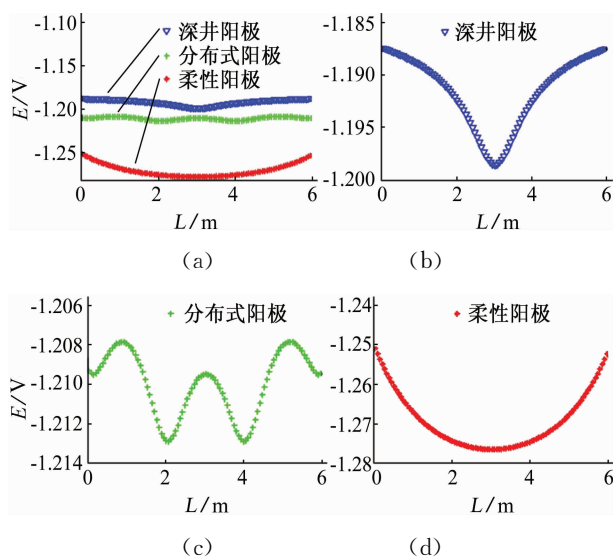 -1.10
-1.15
-1.20
-1.25
E/V
深井阳极
分布式阳极
柔性阳极
0 2 4 6
L/m
(a)
-1.185
-1.190
-1.195
-1.200
深井阳极
0 2 4 6
L/m
(b)
-1.206
-1.208
-1.210
-1.213
-1.214
E/V
分布式阳极
0 2 4 6
L/m
(c)
-1.24
-1.25
-1.26
-1.27
-1.28
柔性阳极
0 2 4 6
L/m
(d)